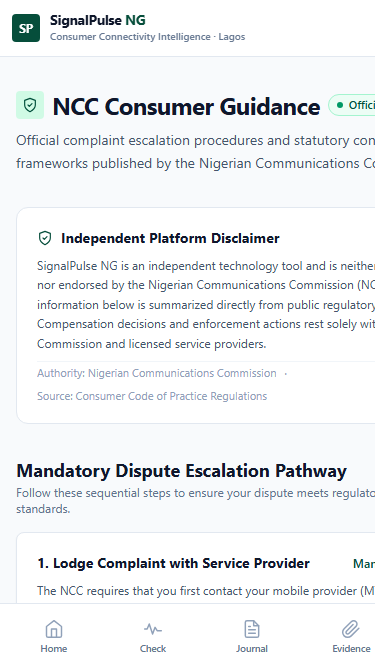 SP
SignalPulse NG
Consumer Connectivity Intelligence · Lagos
NCC Consumer Guidance
Offici
Official complaint escalation procedures and statutory con
frameworks published by the Nigerian Communications Co
Independent Platform Disclaimer
SignalPulse NG is an independent technology tool and is neithe
nor endorsed by the Nigerian Communications Commission (NC
information below is summarized directly from public regulatory
Compensation decisions and enforcement actions rest solely wit
Commission and licensed service providers.
Authority: Nigerian Communications Commission ·
Source: Consumer Code of Practice Regulations
Mandatory Dispute Escalation Pathway
Follow these sequential steps to ensure your dispute meets regulato
standards.
1. Lodge Complaint with Service Provider
Mar
The NCC requires that you first contact your mobile provider (M
Home
Check
Journal
Evidence